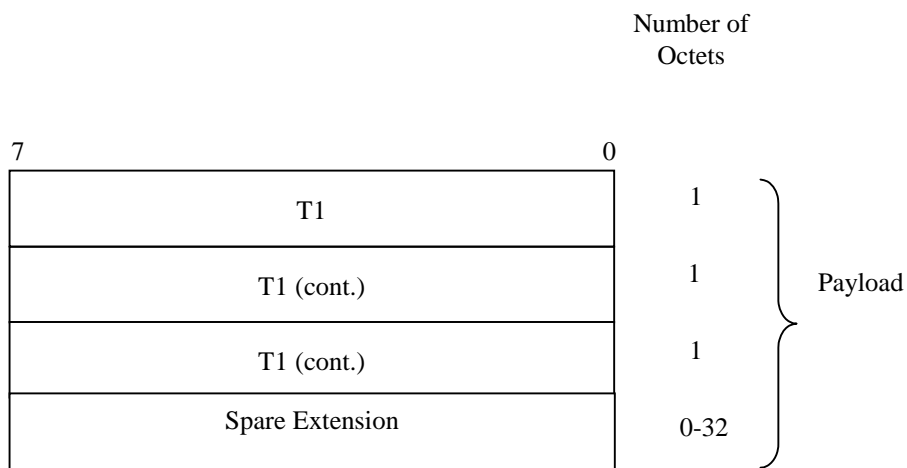 Number of
Octets
7 0
T1 1
T1 (cont.) 1
Payload
T1 (cont.) 1
Spare Extension 0-32